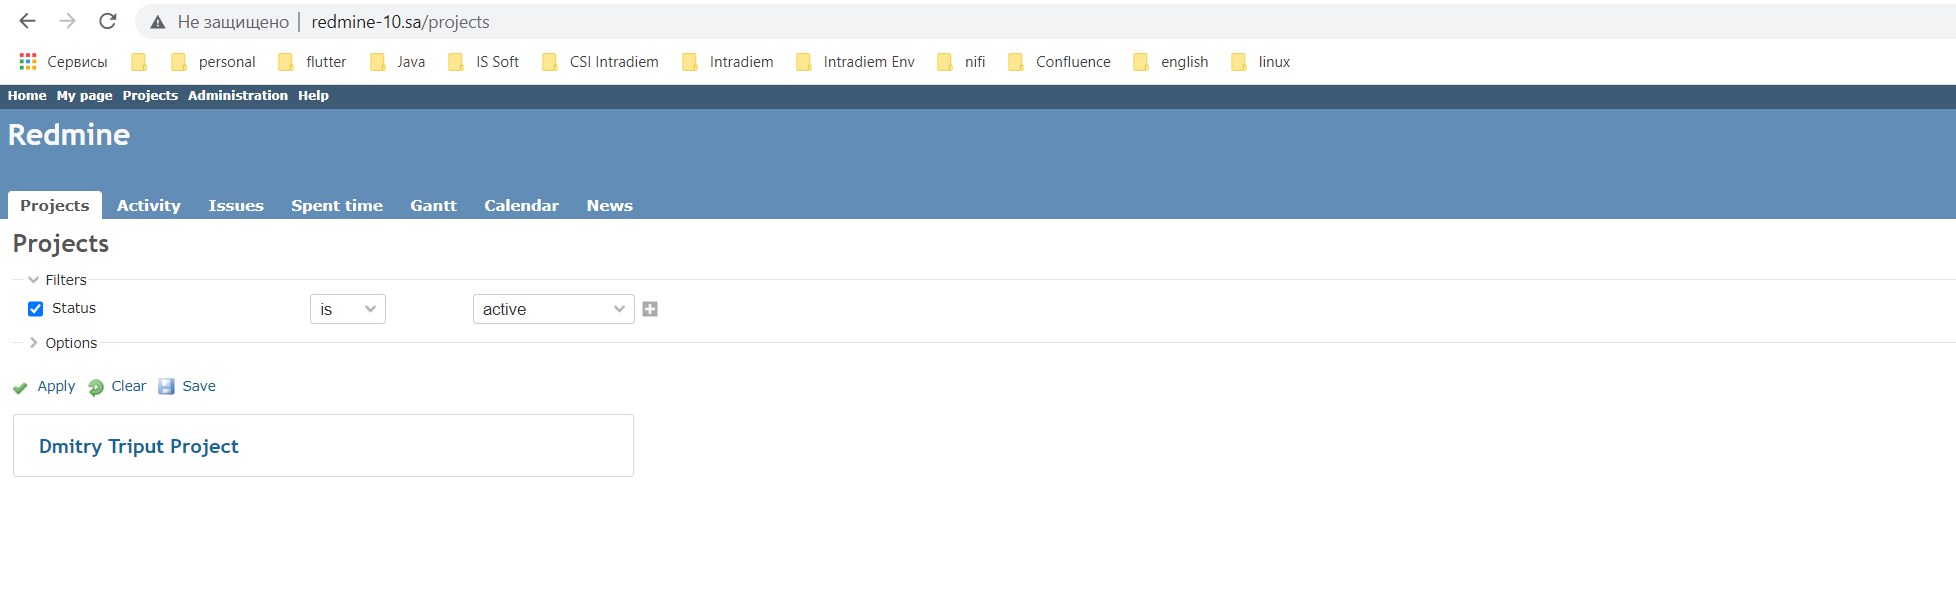 Не защищено | redmine-10.sa/projects
Сервисы personal flutter Java IS Soft CSI Intradiem Intradiem Intradiem Env nifi Confluence english linux
Home My page Projects Administration Help
Redmine
Projects Activity Issues Spent time Gantt Calendar News
Projects
Filters
Status is active
Options
Apply Clear Save
Dmitry Triput Project